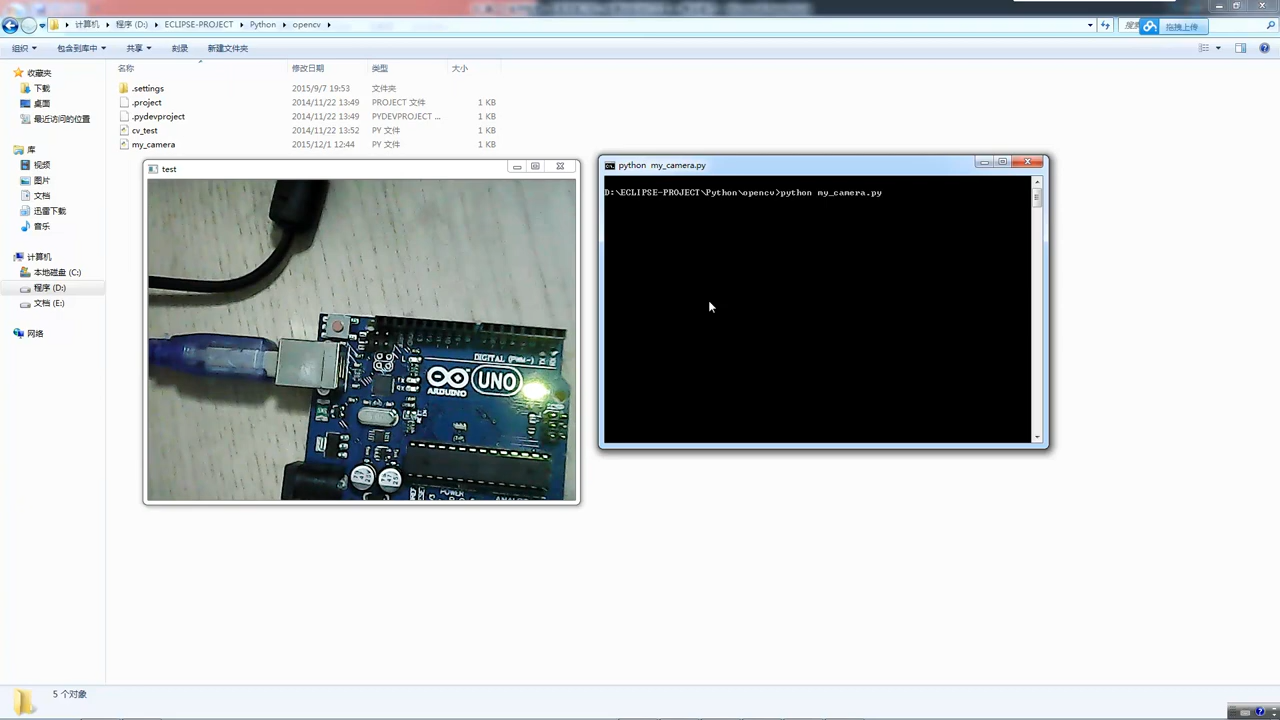 计算机 程序 (D:) ECLIPSE-PROJECT Python opencv
拖拽上传
组织 包含到库中 共享 刻录 新建文件夹
名称 修改日期 类型 大小
收藏夹
下载
桌面
最近访问的位置
库
视频
图片
文档
迅雷下载
音乐
计算机
本地磁盘 (C:)
程序 (D:)
文档 (E:)
网络
.settings 2015/9/7 19:53 文件夹
.project 2014/11/22 13:49 PROJECT 文件 1 KB
.pydevproject 2014/11/22 13:49 PYDEVPROJECT ... 1 KB
cv_test 2014/11/22 13:52 PY 文件 1 KB
my_camera 2015/12/1 12:44 PY 文件 1 KB
test
DIGITAL (PWM~)
UNO
ARDUINO
POWER
python my_camera.py
D:\ECLIPSE-PROJECT\Python\opencv>python my_camera.py
5 个对象